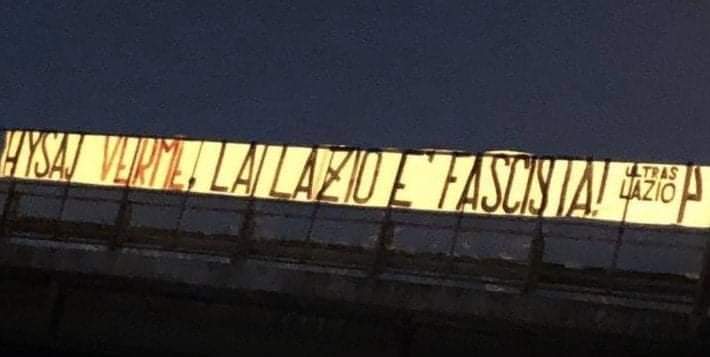 HYSAJ VERME, LA LAZIO E' FASCISTA!
ULTRAS
LAZIO